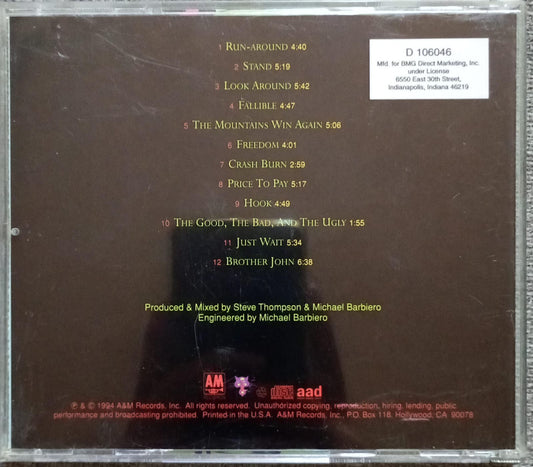 1 RUN-AROUND 4:40
2 STAND 5:19
3 LOOK AROUND 5:42
4 FALLIBLE 4:47
5 THE MOUNTAINS WIN AGAIN 5:06
6 FREEDOM 4:01
7 CRASH BURN 2:59
8 PRICE TO PAY 5:17
9 HOOK 4:49
10 THE GOOD, THE BAD, AND THE UGLY 1:55
11 JUST WAIT 5:34
12 BROTHER JOHN 6:38
D 106046
Mfd. for BMG Direct Marketing, Inc.
under License
6550 East 30th Street,
Indianapolis, Indiana 46219
Produced & Mixed by Steve Thompson & Michael Barbiero
Engineered by Michael Barbiero
A&M
disc
aad
℗ & © 1994 A&M Records, Inc. All rights reserved. Unauthorized copying, reproduction, hiring, lending, public
performance and broadcasting prohibited. Printed in the U.S.A. A&M Records, Inc., P.O. Box 118, Hollywood, CA 90078